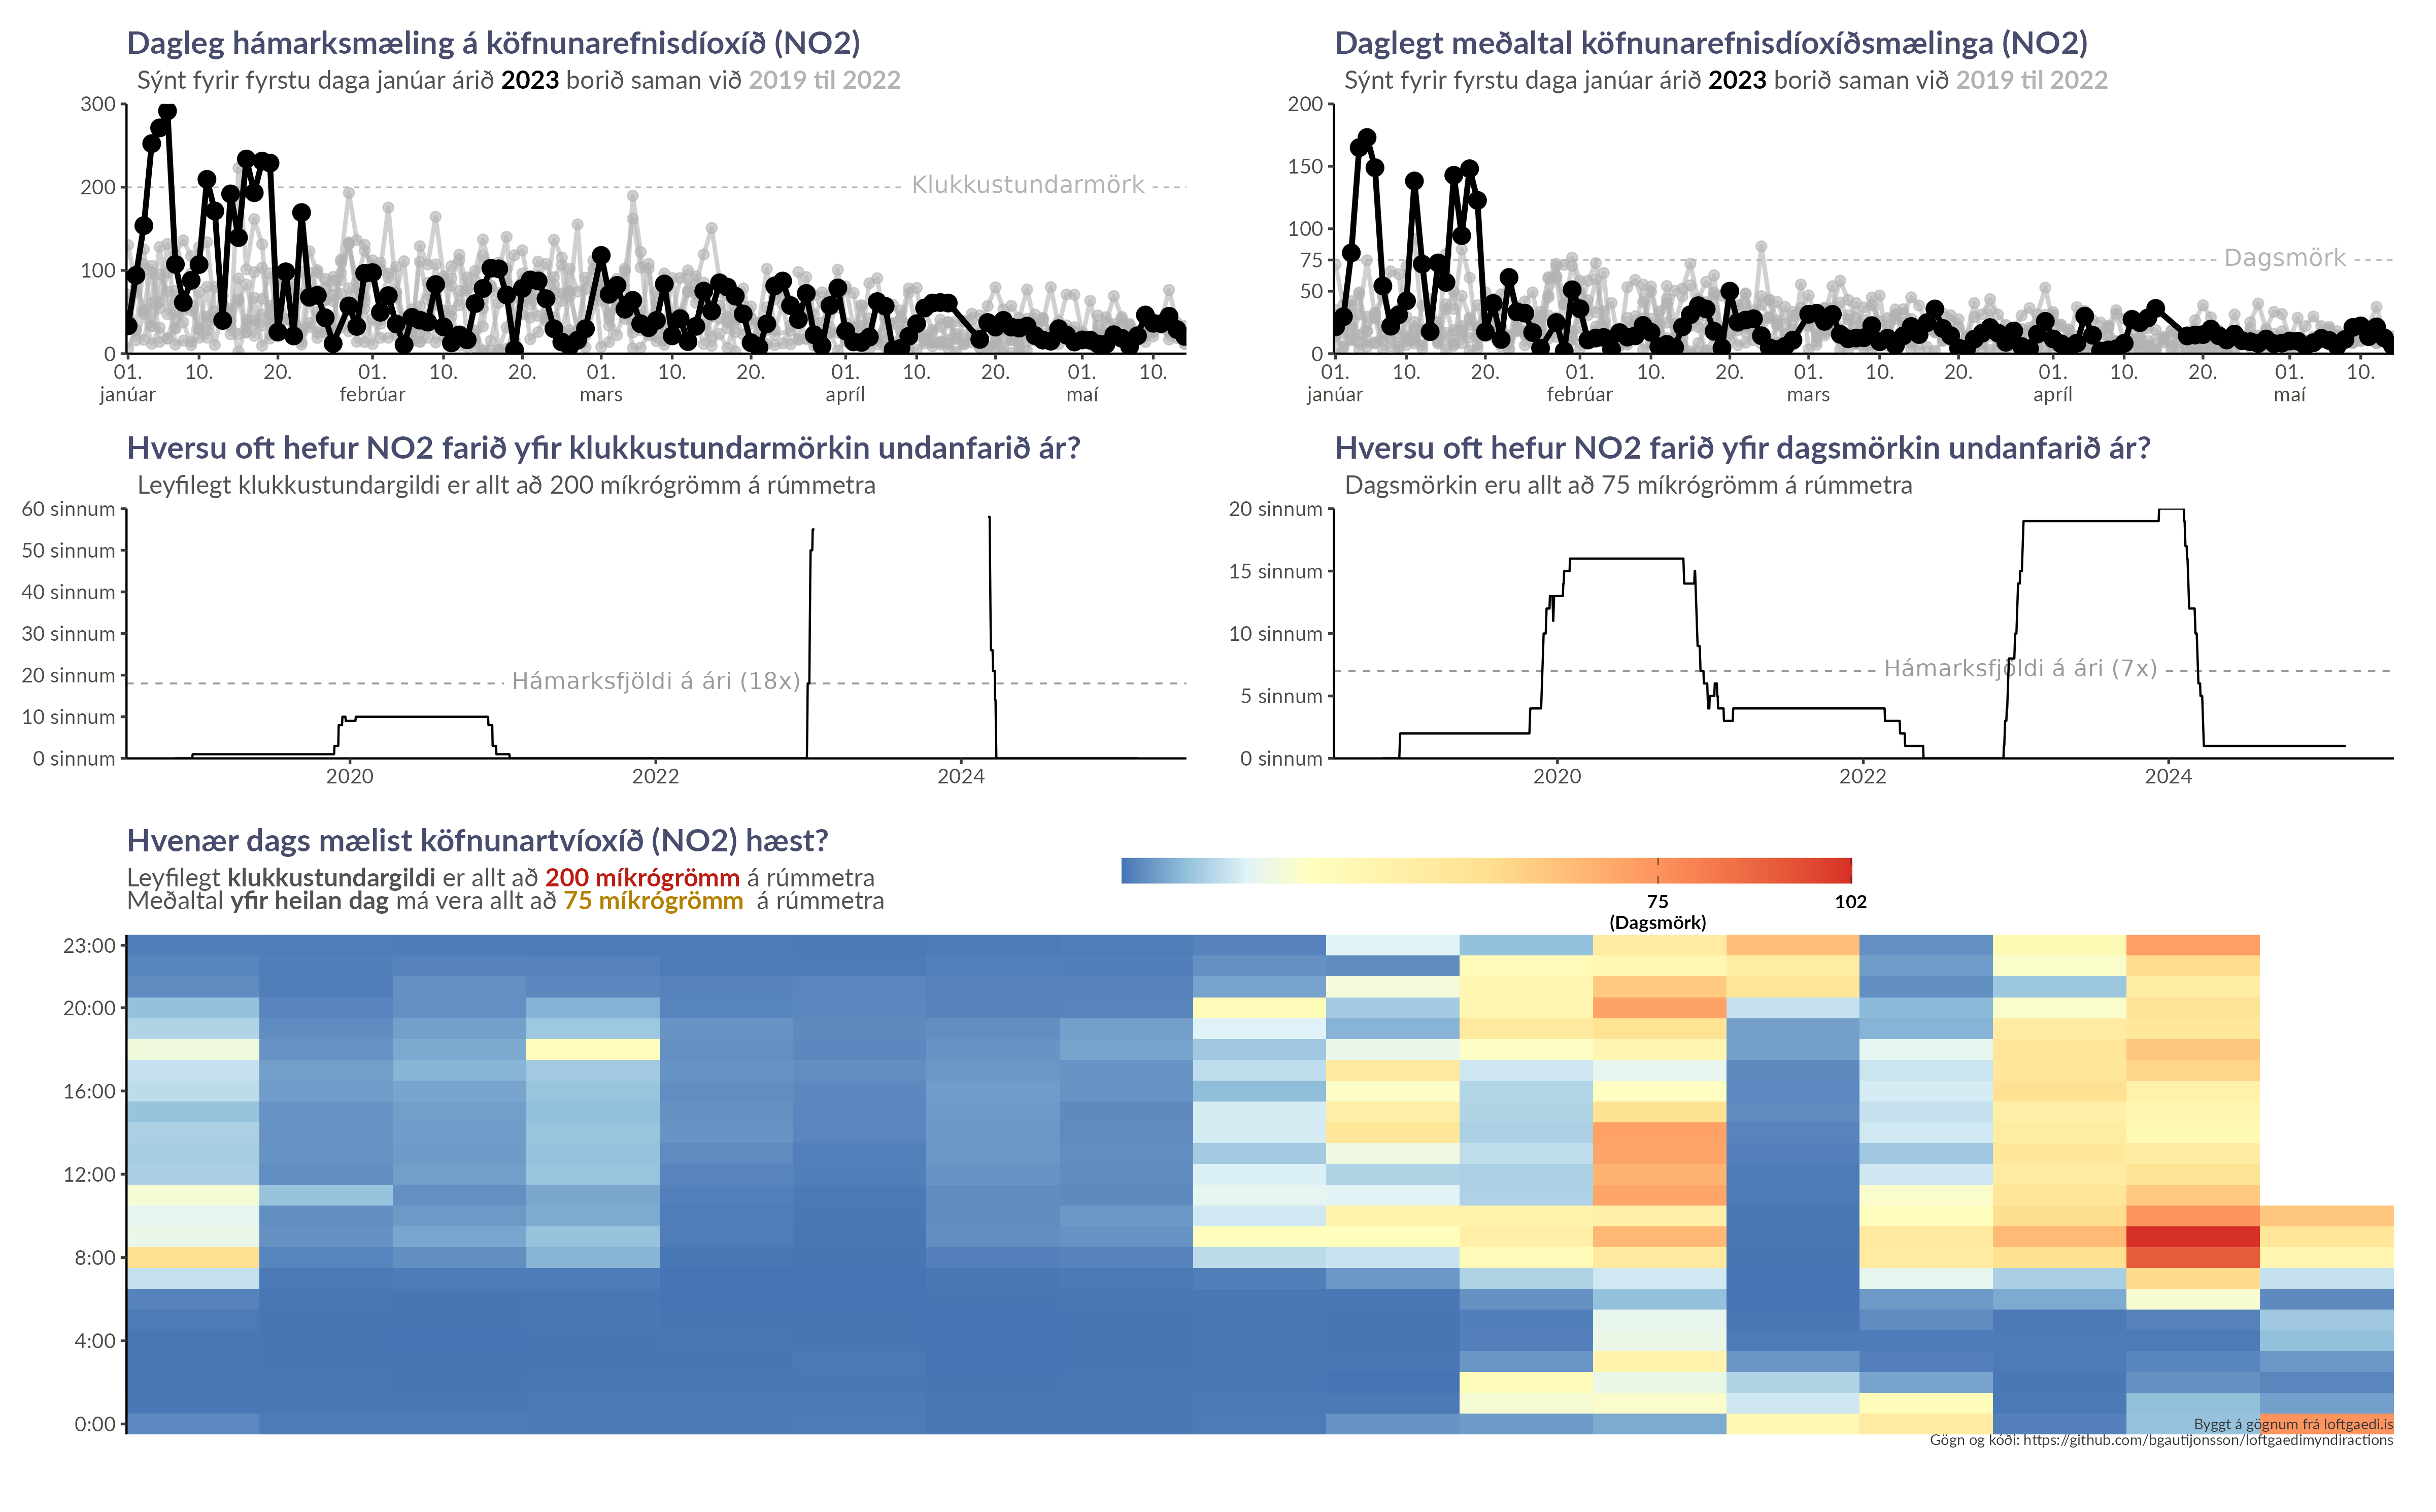 Dagleg hámarksmæling á köfnunarefnisdíoxíð (NO2)
Sýnt fyrir fyrstu daga janúar árið 2023 borið saman við 2019 til 2022
300
200
100
0
Klukkustundarmörk
01. 10. 20. 01. 10. 20. 01. 10. 20. 01. 10. 20. 01. 10.
janúar febrúar mars apríl maí
Daglegt meðaltal köfnunarefnisdíoxíðsmælinga (NO2)
Sýnt fyrir fyrstu daga janúar árið 2023 borið saman við 2019 til 2022
200
150
100
75
50
0
Dagsmörk
01. 10. 20. 01. 10. 20. 01. 10. 20. 01. 10. 20. 01. 10.
janúar febrúar mars apríl maí
Hversu oft hefur NO2 farið yfir klukkustundarmörkin undanfarið ár?
Leyfilegt klukkustundargildi er allt að 200 míkrógrömm á rúmmetra
60 sinnum
50 sinnum
40 sinnum
30 sinnum
20 sinnum
10 sinnum
0 sinnum
Hámarksfjöldi á ári (18x)
2020 2022 2024
Hversu oft hefur NO2 farið yfir dagsmörkin undanfarið ár?
Dagsmörkin eru allt að 75 míkrógrömm á rúmmetra
20 sinnum
15 sinnum
10 sinnum
5 sinnum
0 sinnum
Hámarksfjöldi á ári (7x)
2020 2022 2024
Hvenær dags mælist köfnunartvíoxíð (NO2) hæst?
Leyfilegt klukkustundargildi er allt að 200 míkrógrömm á rúmmetra
Meðaltal yfir heilan dag má vera allt að 75 míkrógrömm á rúmmetra
75 102
(Dagsmörk)
23:00
20:00
16:00
12:00
8:00
4:00
0:00
Byggt á gögnum frá loftgaedi.is
Gögn og kóði: https://github.com/bgautijonsson/loftgaedimyndiractions